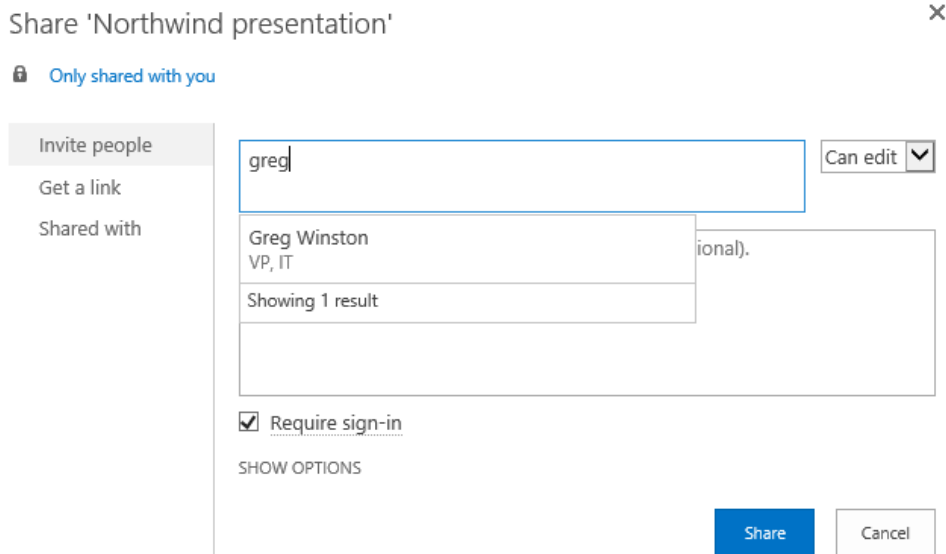 Share 'Northwind presentation'
Only shared with you
Invite people
Get a link
Shared with
greg
Can edit
Greg Winston
VP, IT
Showing 1 result
ional).
Require sign-in
SHOW OPTIONS
Share
Cancel